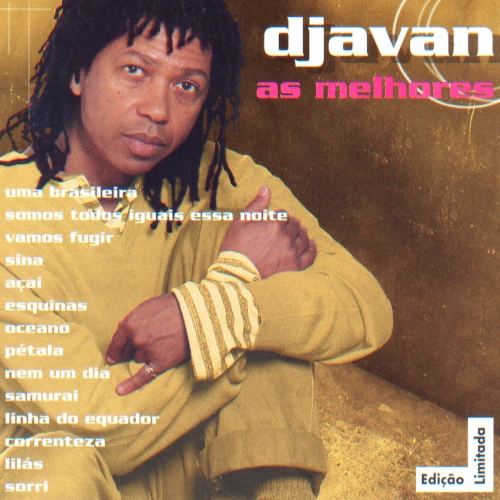 djavan
as melhores
uma brasileira
somos todos iguais essa noite
vamos fugir
sina
açaí
esquinas
oceano
pétala
nem um dia
samurai
linha do equador
correnteza
lilás
sorri
Edição
Limitada